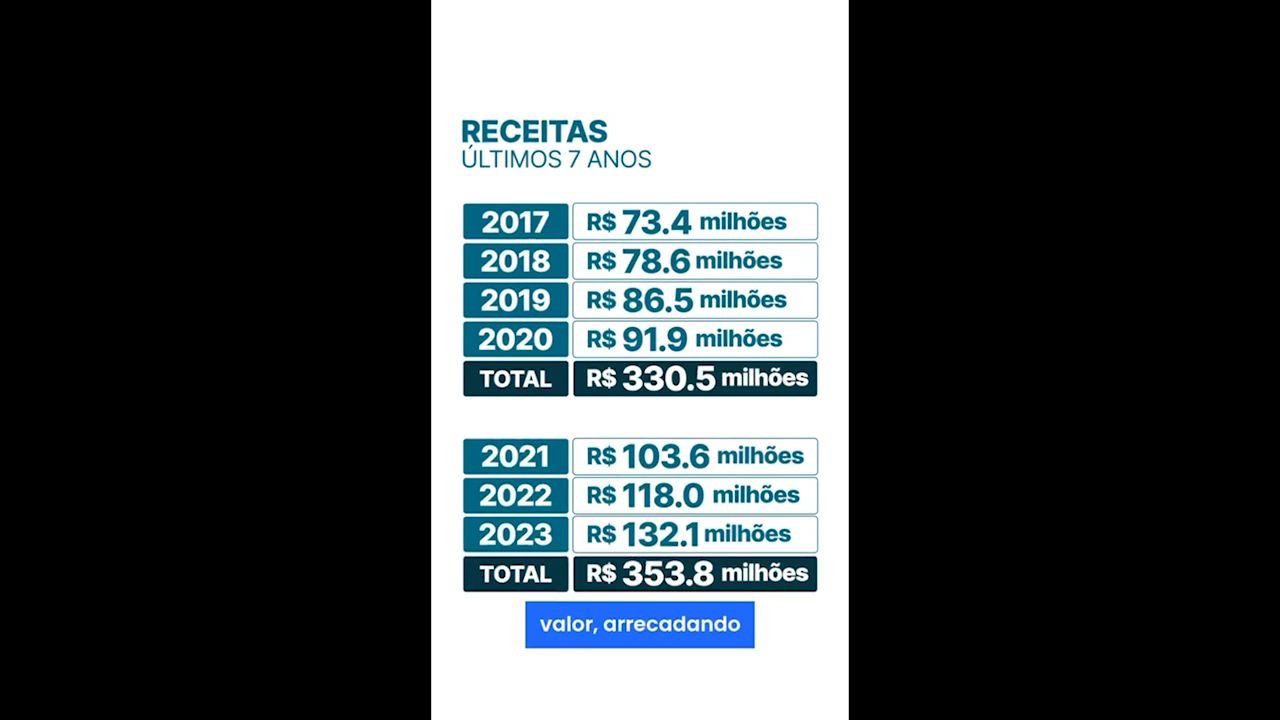 RECEITAS
ÚLTIMOS 7 ANOS
2017 R$ 73.4 milhões
2018 R$ 78.6 milhões
2019 R$ 86.5 milhões
2020 R$ 91.9 milhões
TOTAL R$ 330.5 milhões
2021 R$ 103.6 milhões
2022 R$ 118.0 milhões
2023 R$ 132.1 milhões
TOTAL R$ 353.8 milhões
valor, arrecadando